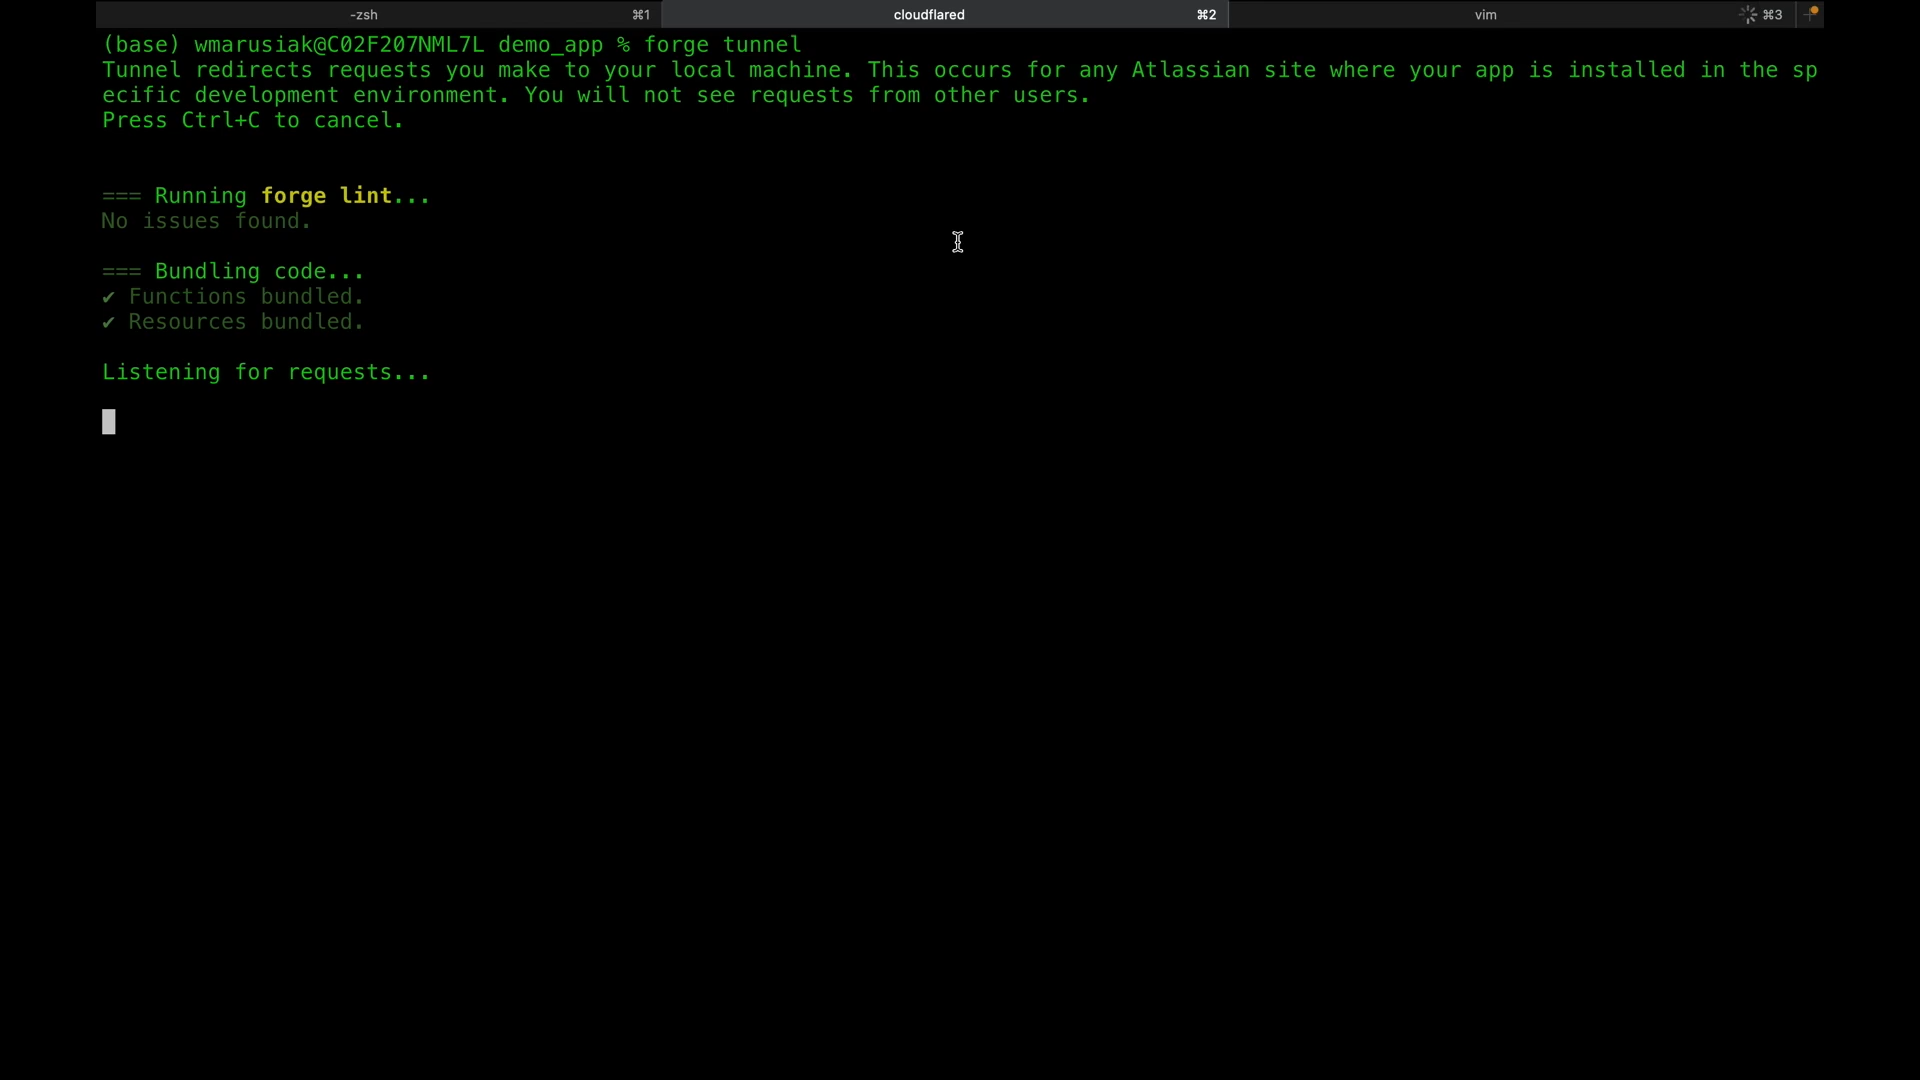 -zsh ⌘1 cloudflared ⌘2 vim ⌘3
(base) wmarusiak@C02F207NML7L demo_app % forge tunnel
Tunnel redirects requests you make to your local machine. This occurs for any Atlassian site where your app is installed in the sp
ecific development environment. You will not see requests from other users.
Press Ctrl+C to cancel.
=== Running forge lint...
No issues found.
=== Bundling code...
✔ Functions bundled.
✔ Resources bundled.
Listening for requests...